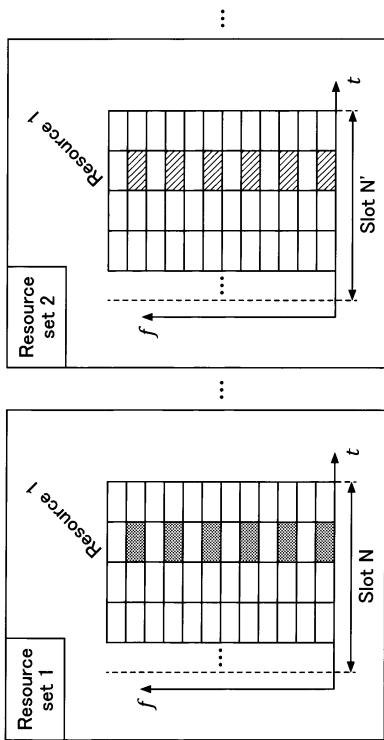 Resource
set 1
Resource 1
f
...
t
Slot N
...
Resource
set 2
Resource 1
f
...
t
Slot N'
...